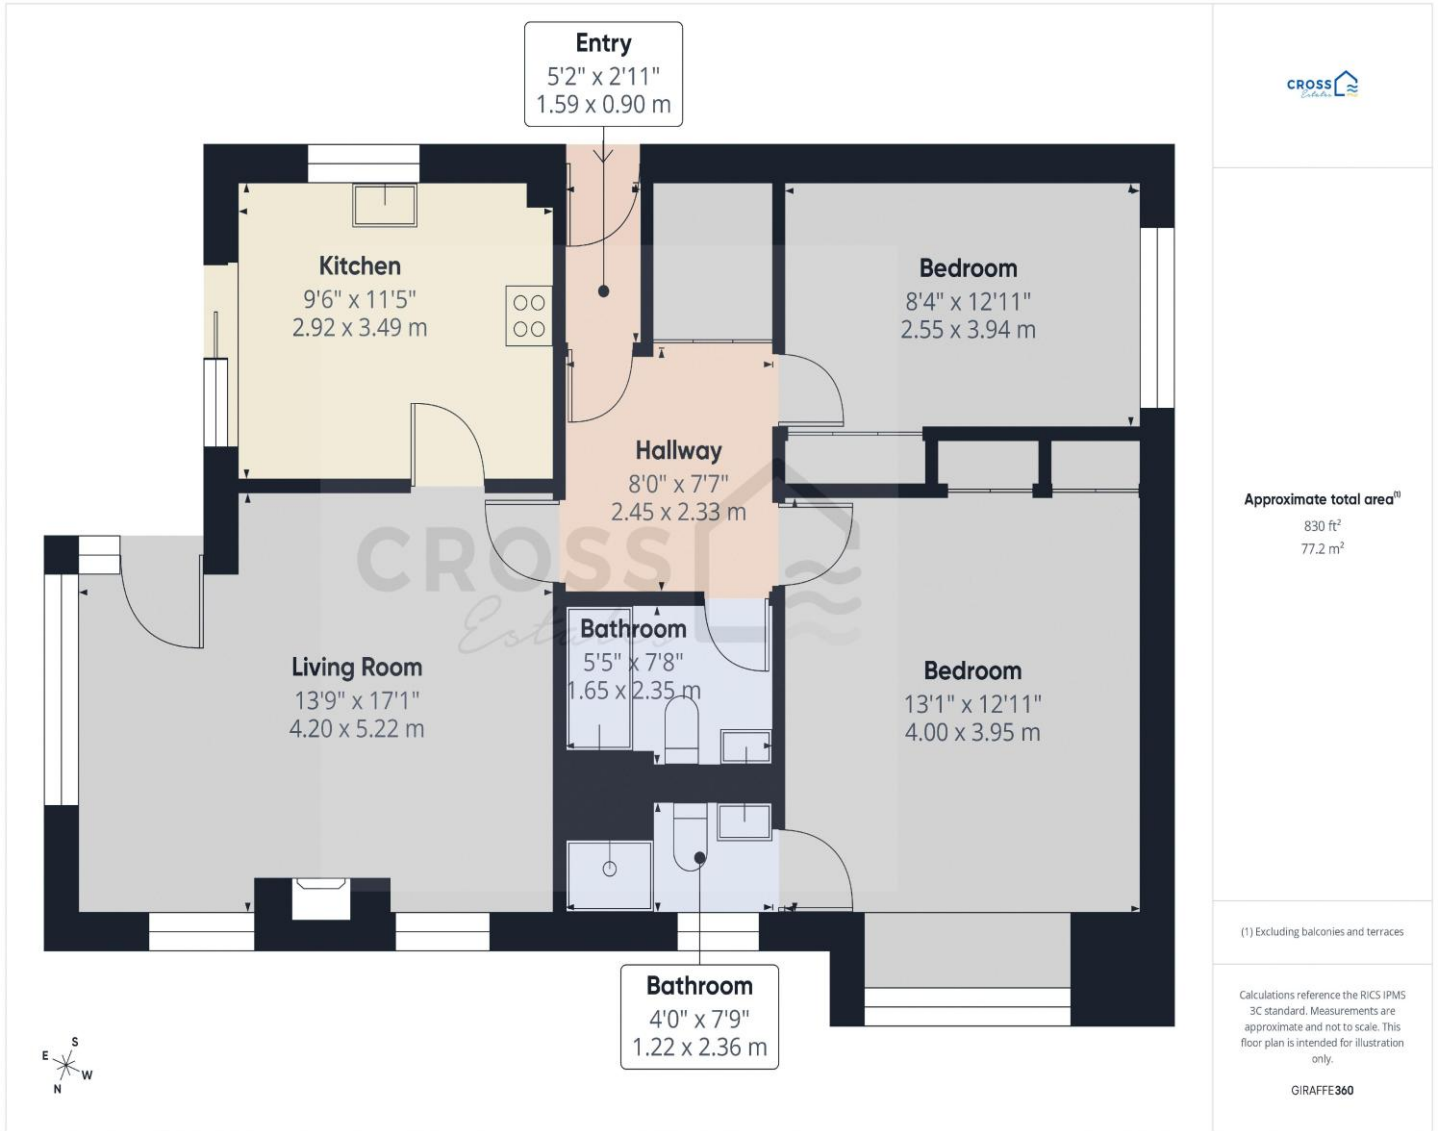 Entry
5'2" x 2'11"
1.59 x 0.90 m
CROSS
Estates
Kitchen
9'6" x 11'5"
2.92 x 3.49 m
Bedroom
8'4" x 12'11"
2.55 x 3.94 m
Hallway
8'0" x 7'7"
2.45 x 2.33 m
CROSS
Estates
Approximate total area(1)
830 ft²
77.2 m²
Bathroom
5'5" x 7'8"
1.65 x 2.35 m
Living Room
13'9" x 17'1"
4.20 x 5.22 m
Bedroom
13'1" x 12'11"
4.00 x 3.95 m
Bathroom
4'0" x 7'9"
1.22 x 2.36 m
(1) Excluding balconies and terraces
Calculations reference the RICS IPMS
3C standard. Measurements are
approximate and not to scale. This
floor plan is intended for illustration
only.
GIRAFFE360
S
E
W
N